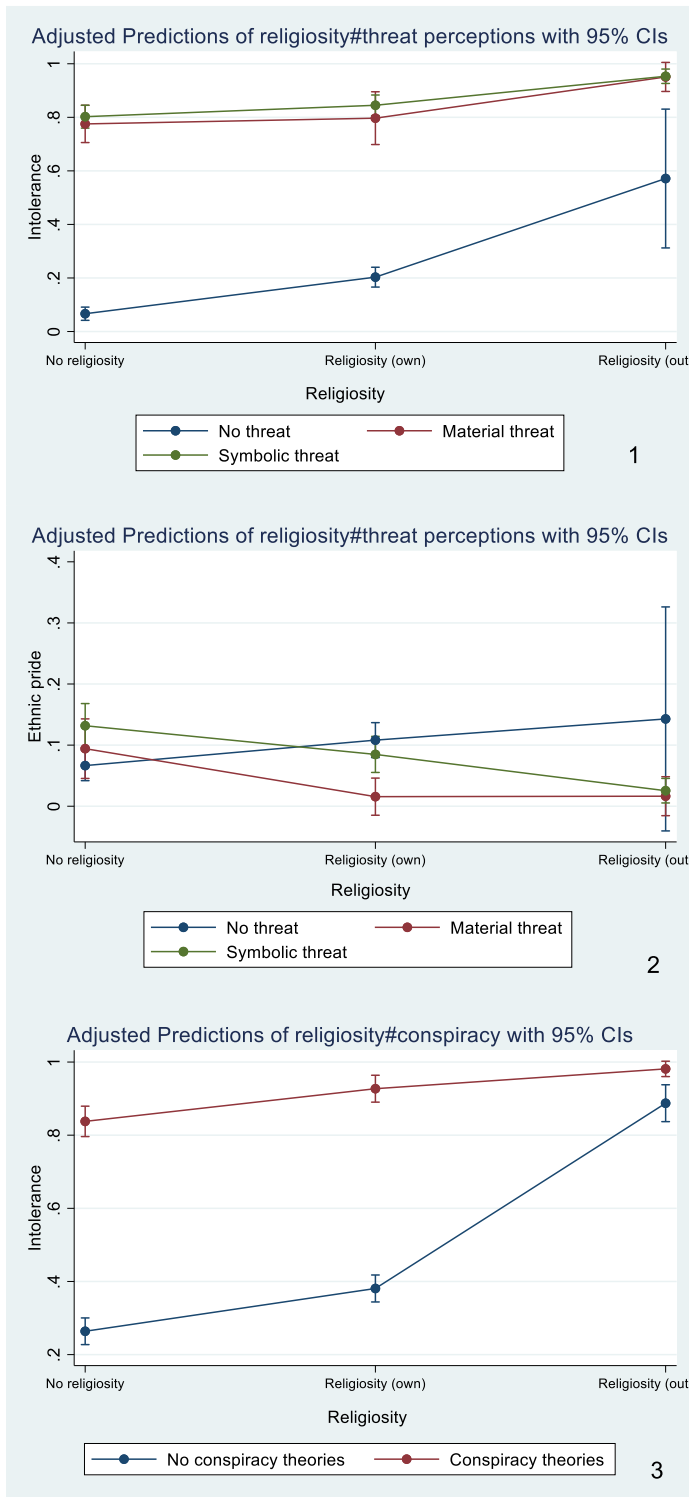 Adjusted Predictions of religiosity#threat perceptions with 95% CIs
1
.8
.6
.4
.2
0
Intolerance
No religiosity Religiosity (own) Religiosity (out
Religiosity
No threat Material threat
Symbolic threat
1
Adjusted Predictions of religiosity#threat perceptions with 95% CIs
.4
.3
.2
.1
0
Ethnic pride
No religiosity Religiosity (own) Religiosity (out
Religiosity
No threat Material threat
Symbolic threat
2
Adjusted Predictions of religiosity#conspiracy with 95% CIs
1
.8
.6
.4
.2
Intolerance
No religiosity Religiosity (own) Religiosity (out
Religiosity
No conspiracy theories Conspiracy theories
3